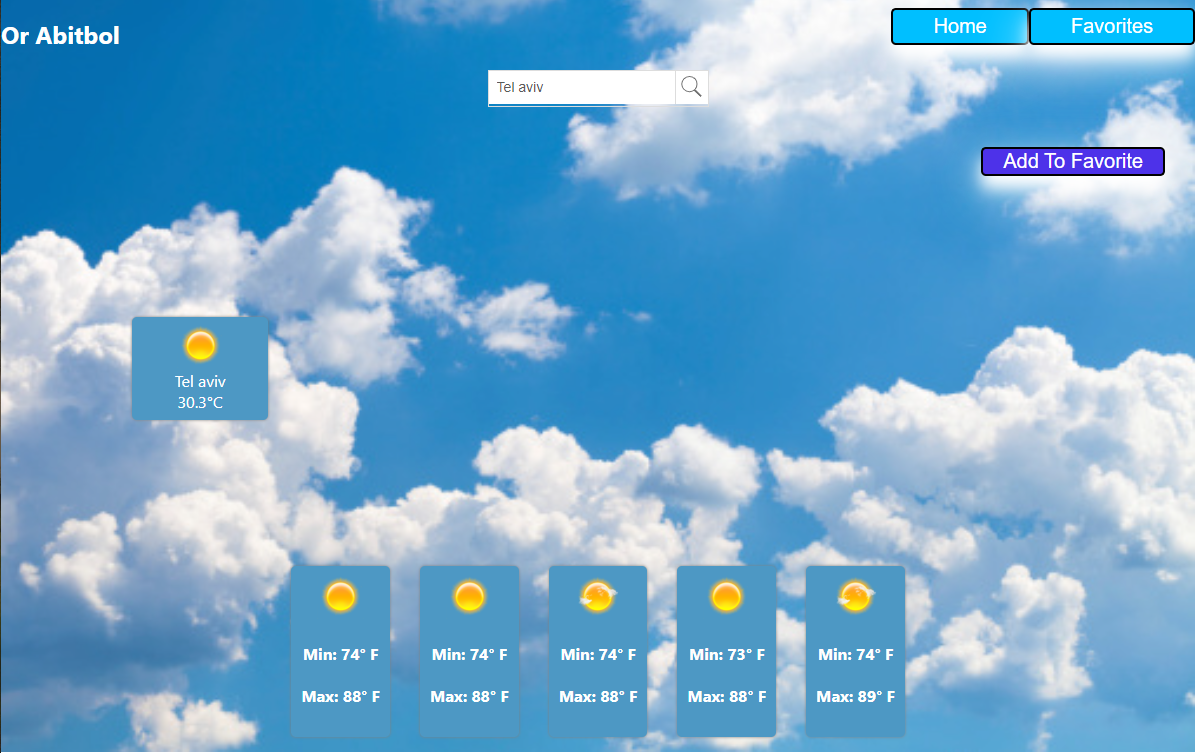 Or Abitbol
Home
Favorites
Tel aviv
Add To Favorite
Tel aviv
30.3°C
Min: 74° F
Max: 88° F
Min: 74° F
Max: 88° F
Min: 74° F
Max: 88° F
Min: 73° F
Max: 88° F
Min: 74° F
Max: 89° F